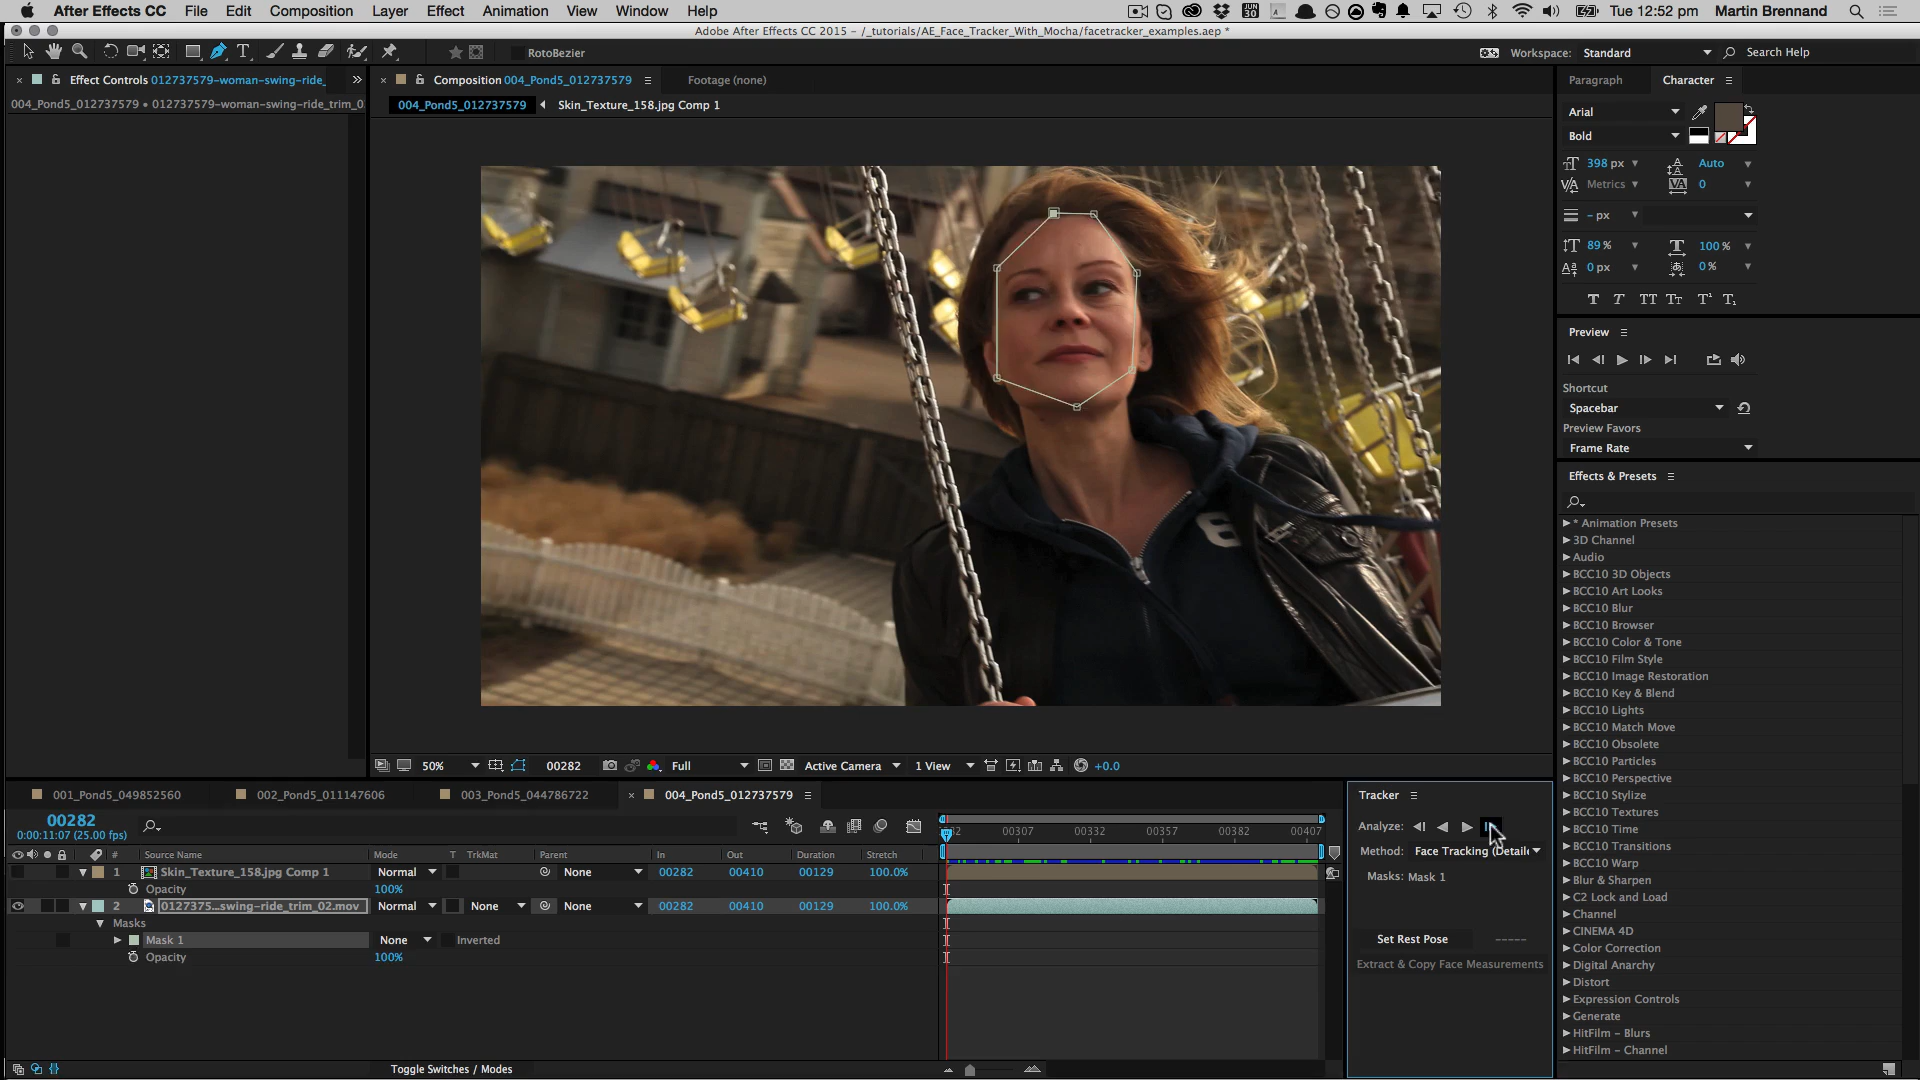 After Effects CC File Edit Composition Layer Effect Animation View Window Help Tue 12:52 pm Martin Brennand
Adobe After Effects CC 2015 - /_tutorials/AE_Face_Tracker_With_Mocha/facetracker_examples.aep *
RotoBezier Workspace: Standard Search Help
Effect Controls 012737579-woman-swing-ride_
004_Pond5_012737579 • 012737579-woman-swing-ride_trim_0
Composition 004_Pond5_012737579 Footage (none)
004_Pond5_012737579 Skin_Texture_158.jpg Comp 1
Paragraph Character
Arial
Bold
398 px Auto
Metrics 0
- px
89 % 100 %
0 px 0 %
T T TT Tт T¹ T₁
Preview
Shortcut
Spacebar
Preview Favors
Frame Rate
Effects & Presets
* Animation Presets
3D Channel
Audio
BCC10 3D Objects
BCC10 Art Looks
BCC10 Blur
BCC10 Browser
BCC10 Color & Tone
BCC10 Film Style
BCC10 Image Restoration
BCC10 Key & Blend
BCC10 Lights
BCC10 Match Move
BCC10 Obsolete
BCC10 Particles
BCC10 Perspective
BCC10 Stylize
BCC10 Textures
BCC10 Time
BCC10 Transitions
BCC10 Warp
Blur & Sharpen
C2 Lock and Load
Channel
CINEMA 4D
Color Correction
Digital Anarchy
Distort
Expression Controls
Generate
HitFilm - Blurs
HitFilm - Channel
50% 00282 Full Active Camera 1 View +0.0
001_Pond5_049852560 002_Pond5_011147606 003_Pond5_044786722 004_Pond5_012737579
00282
0:00:11:07 (25.00 fps)
00307 00332 00357 00382 00407
# Source Name Mode T TrkMat Parent In Out Duration Stretch
1 Skin_Texture_158.jpg Comp 1 Normal None 00282 00410 00129 100.0%
Opacity 100%
2 0127375...swing-ride_trim_02.mov Normal None None 00282 00410 00129 100.0%
Masks
Mask 1 None Inverted
Opacity 100%
Toggle Switches / Modes
Tracker
Analyze:
Method: Face Tracking (Detaile
Masks: Mask 1
Set Rest Pose -----
Extract & Copy Face Measurements